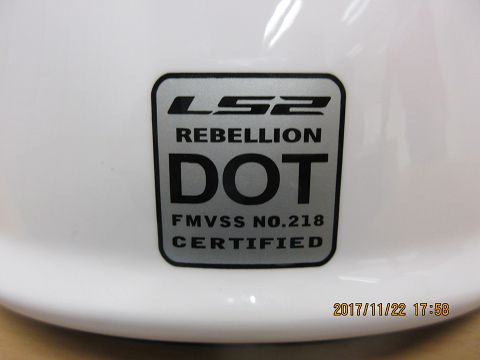 LS2
REBELLION
DOT
FMVSS NO.218
CERTIFIED
2017/11/22 17:58